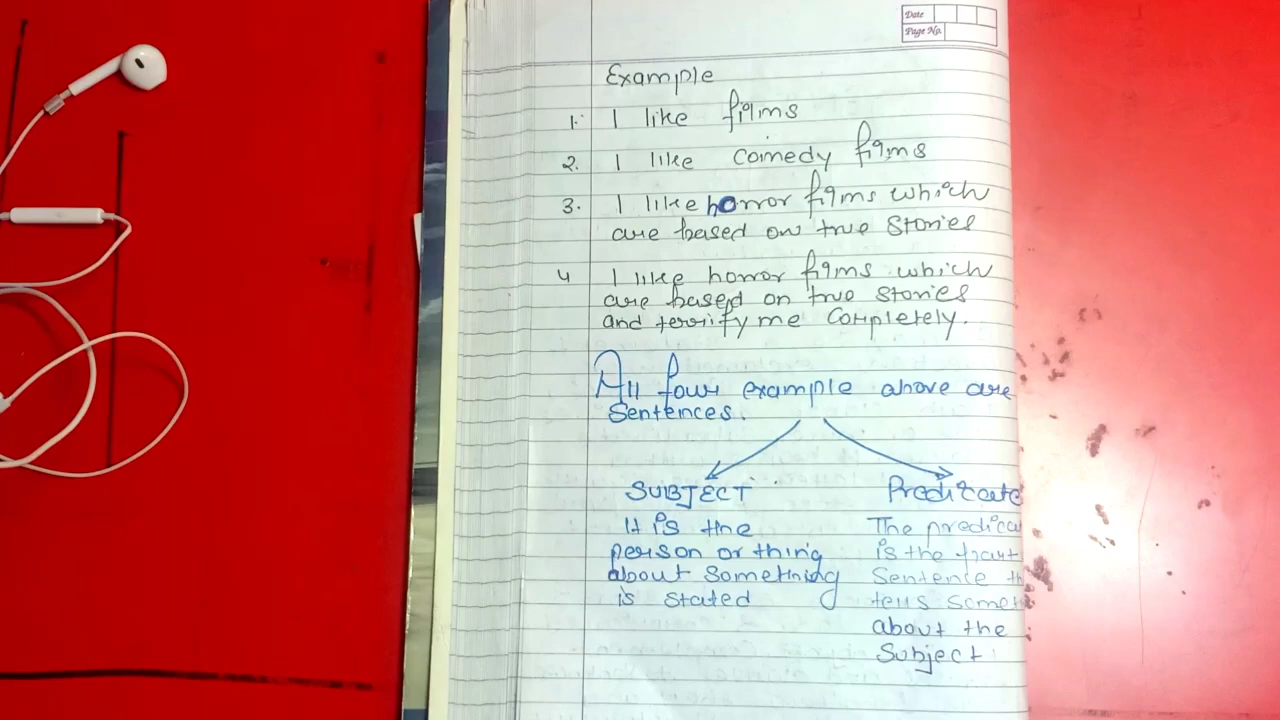 Date
Page No.
Example
1. I like films
2. I like comedy films
3. I like horror films which
are based on true stories
4 I like horror films which
are based on true stories
and terrify me completely.
All four example above are
Sentences.
SUBJECT
It is the
person or thing
about something
is stated
Predicate
The predica
is the part
Sentence th
tells somet
about the
Subject